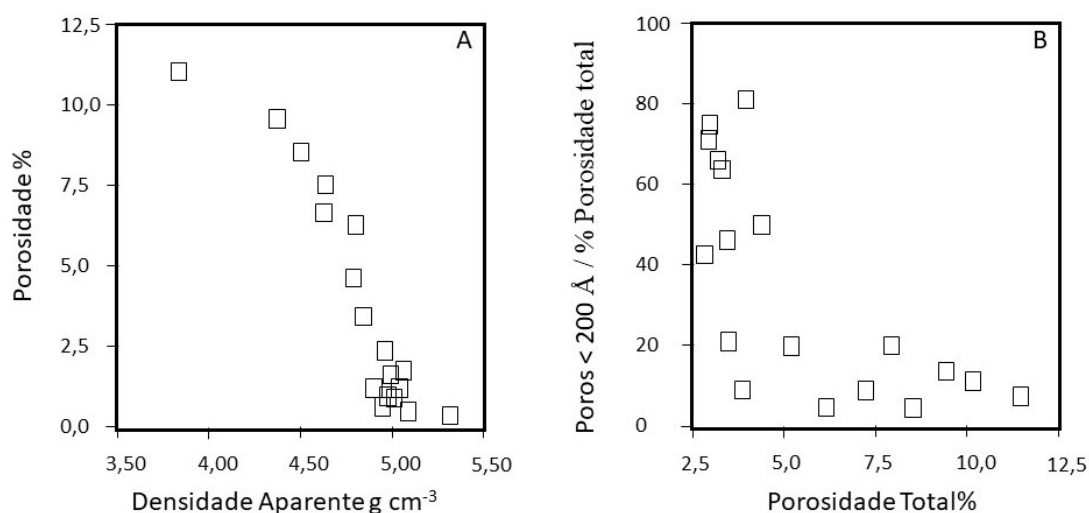 A
Porosidade %
12,5
10,0
7,5
5,0
2,5
0,0
3,50 4,00 4,50 5,00 5,50
Densidade Aparente g cm-3
B
Poros < 200 Å / % Porosidade total
100
80
60
40
20
0
2,5 5,0 7,5 10,0 12,5
Porosidade Total%